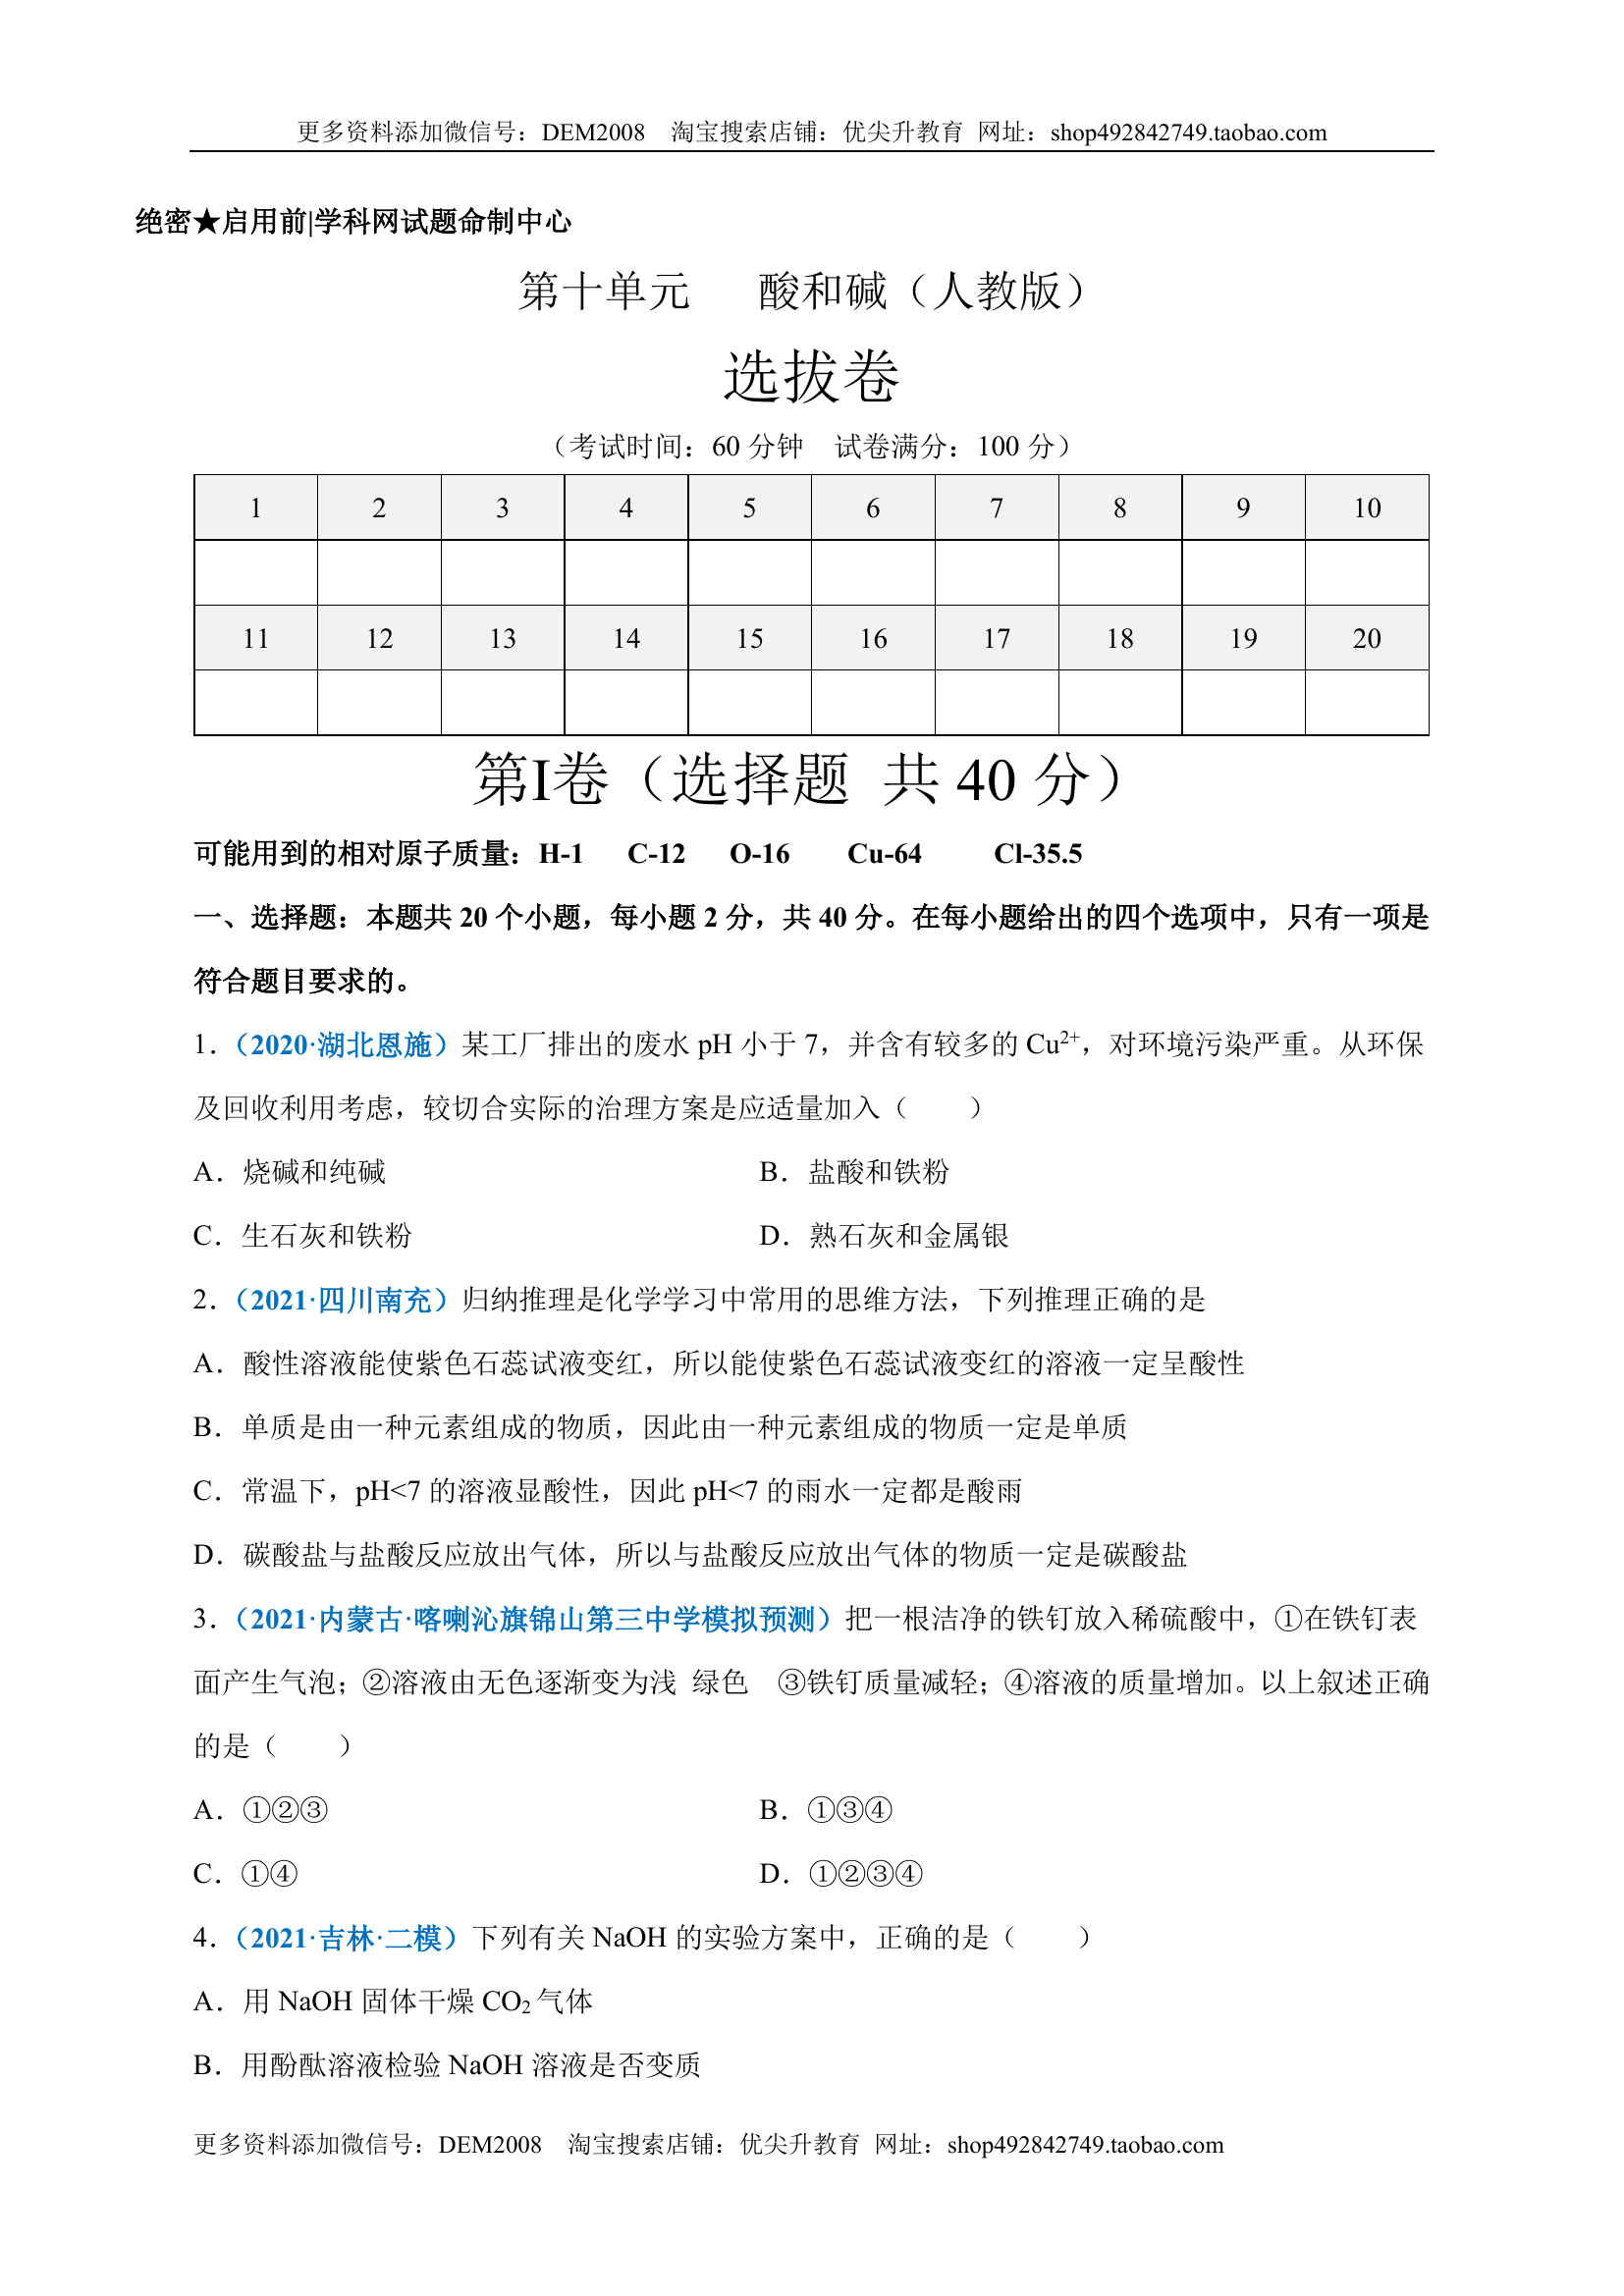 更多资料添加微信号：DEM2008 淘宝搜索店铺：优尖升教育 网址：shop492842749.taobao.com
绝密★启用前|学科网试题命制中心
第十单元 酸和碱（人教版）
选拔卷
（考试时间：60 分钟 试卷满分：100 分）
1 2 3 4 5 6 7 8 9 10
11 12 13 14 15 16 17 18 19 20
第I卷（选择题 共 40 分）
可能用到的相对原子质量：H-1 C-12 O-16 Cu-64 Cl-35.5
一、选择题：本题共 20 个小题，每小题 2 分，共 40 分。在每小题给出的四个选项中，只有一项是
符合题目要求的。
1.（2020·湖北恩施）某工厂排出的废水 pH 小于 7，并含有较多的 Cu²⁺，对环境污染严重。从环保
及回收利用考虑，较切合实际的治理方案是应适量加入（ ）
A．烧碱和纯碱 B．盐酸和铁粉
C．生石灰和铁粉 D．熟石灰和金属银
2.（2021·四川南充）归纳推理是化学学习中常用的思维方法，下列推理正确的是
A．酸性溶液能使紫色石蕊试液变红，所以能使紫色石蕊试液变红的溶液一定呈酸性
B．单质是由一种元素组成的物质，因此由一种元素组成的物质一定是单质
C．常温下，pH<7 的溶液显酸性，因此 pH<7 的雨水一定都是酸雨
D．碳酸盐与盐酸反应放出气体，所以与盐酸反应放出气体的物质一定是碳酸盐
3.（2021·内蒙古·喀喇沁旗锦山第三中学模拟预测）把一根洁净的铁钉放入稀硫酸中，①在铁钉表
面产生气泡；②溶液由无色逐渐变为浅 绿色 ③铁钉质量减轻；④溶液的质量增加。以上叙述正确
的是（ ）
A．①②③ B．①③④
C．①④ D．①②③④
4.（2021·吉林·二模）下列有关 NaOH 的实验方案中，正确的是（ ）
A．用 NaOH 固体干燥 CO₂ 气体
B．用酚酞溶液检验 NaOH 溶液是否变质
更多资料添加微信号：DEM2008 淘宝搜索店铺：优尖升教育 网址：shop492842749.taobao.com